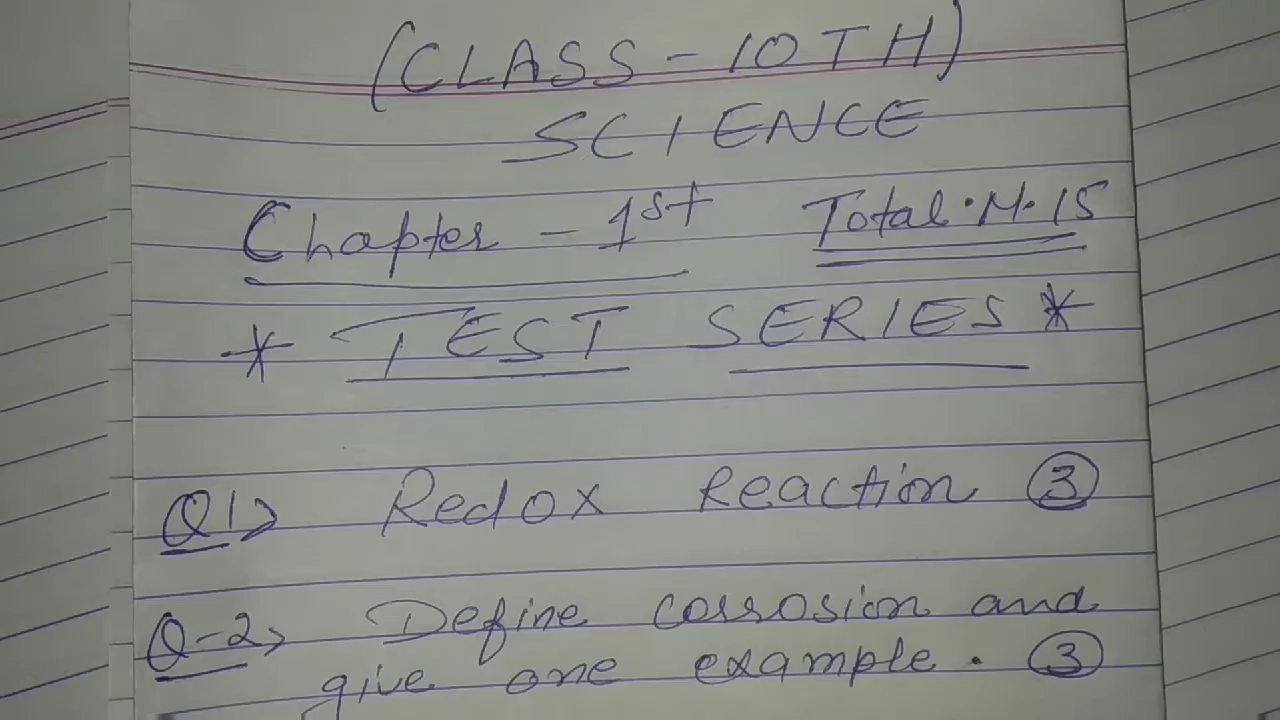 (CLASS-10TH)
SCIENCE
Chapter - 1st Total.M.15
* TEST SERIES *
Q1> Redox Reaction (3)
Q-2> Define corrosion and
give one example. (3)